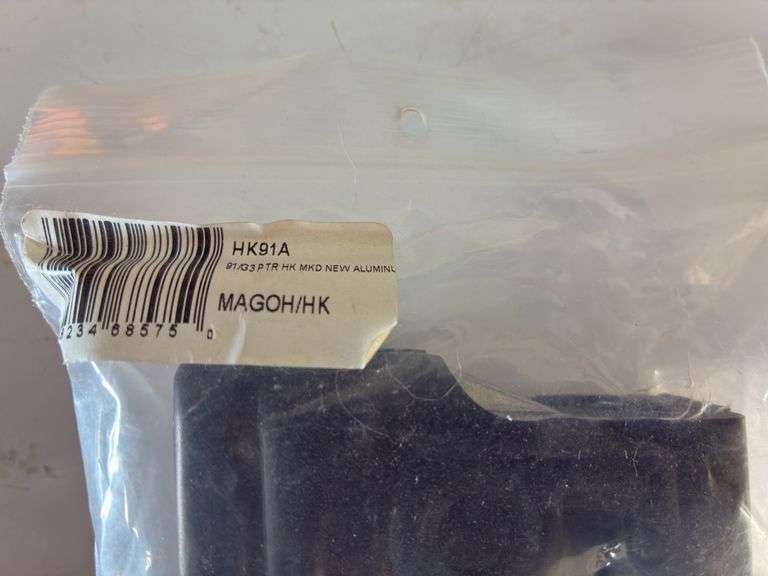 HK91A
91/G3 PTR HK MKD NEW ALUMINU
MAGOH/HK
234 68575 0